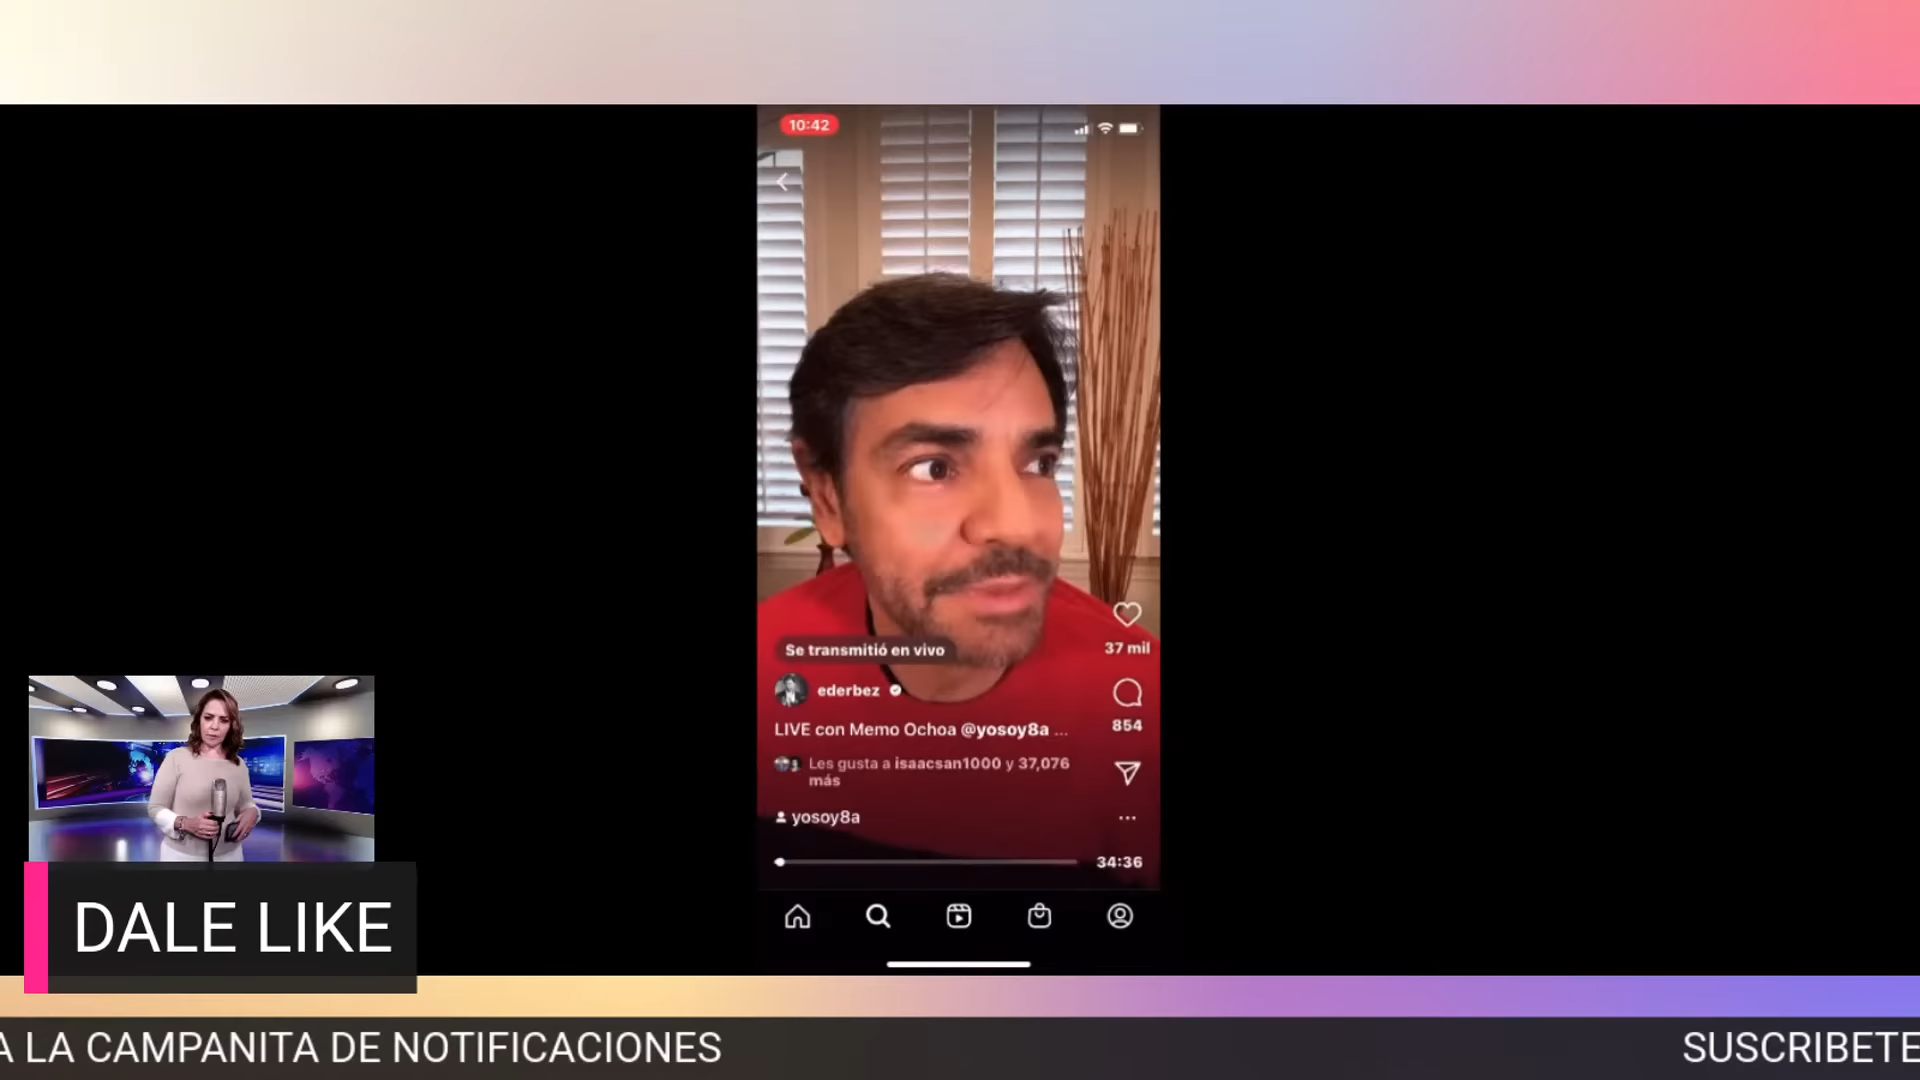 10:42
Se transmitió en vivo
37 mil
ederbez
LIVE con Memo Ochoa @yosoy8a ...
854
Les gusta a isaacsan1000 y 37,076
más
yosoy8a
34:36
DALE LIKE
A LA CAMPANITA DE NOTIFICACIONES
SUSCRIBETE